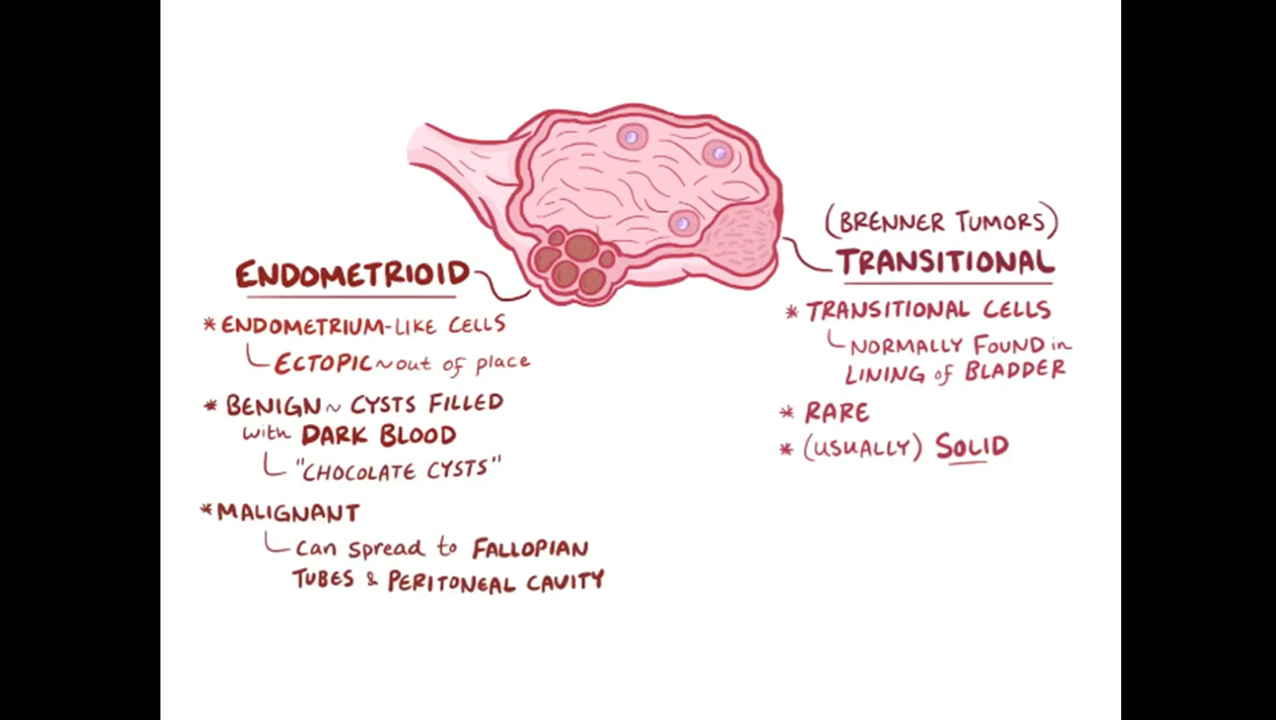 ENDOMETRIOID
*ENDOMETRIUM-LIKE CELLS
ECTOPIC~out of place
* BENIGN~ CYSTS FILLED
with DARK BLOOD
"CHOCOLATE CYSTS"
*MALIGNANT
can spread to FALLOPIAN
TUBES & PERITONEAL CAVITY
(BRENNER TUMORS)
TRANSITIONAL
* TRANSITIONAL CELLS
NORMALLY FOUND in
LINING of BLADDER
* RARE
* (USUALLY) SOLID